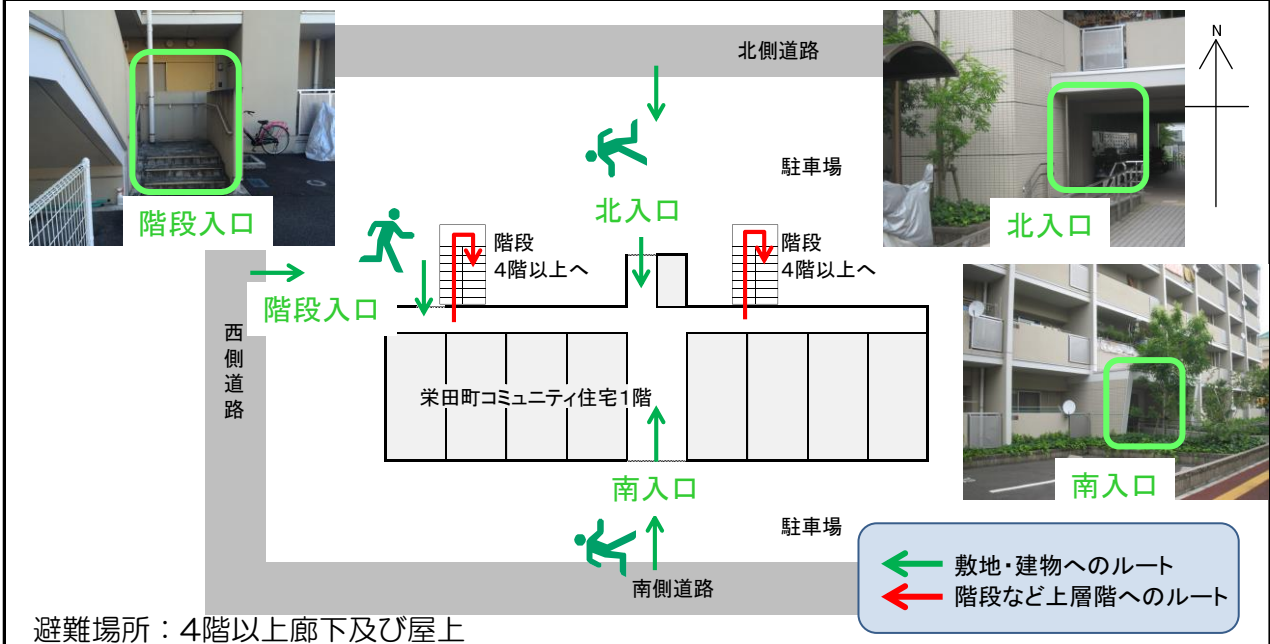 北側道路
N
駐車場
階段入口
北入口
北入口
階段
4階以上へ
階段
4階以上へ
階段入口
西側道路
栄田町コミュニティ住宅1階
南入口
南入口
駐車場
南側道路
敷地・建物へのルート
階段など上層階へのルート
避難場所：4階以上廊下及び屋上